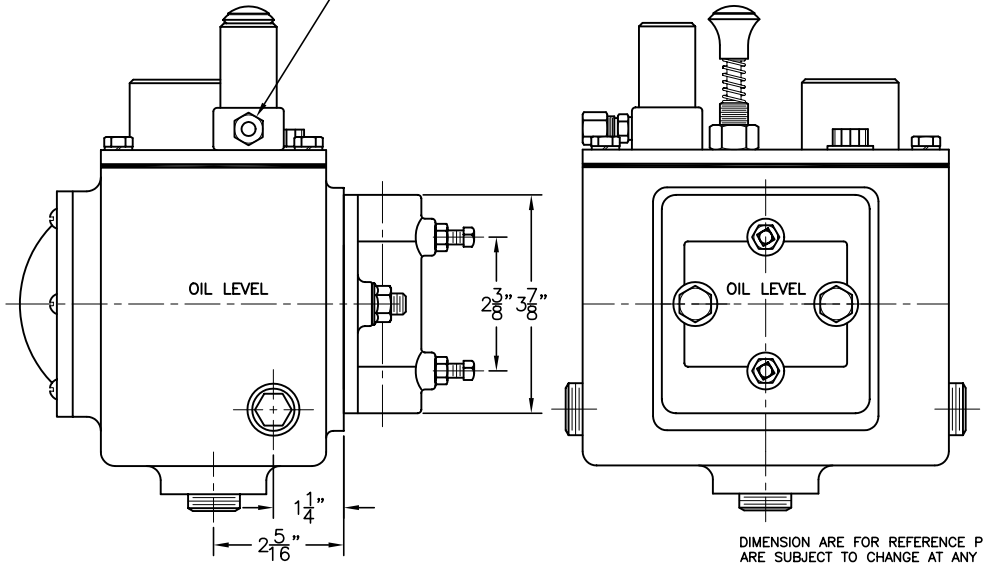 OIL LEVEL
OIL LEVEL
2 3/8"
3 7/8"
1 1/4"
2 5/16"
DIMENSION ARE FOR REFERENCE P
ARE SUBJECT TO CHANGE AT ANY